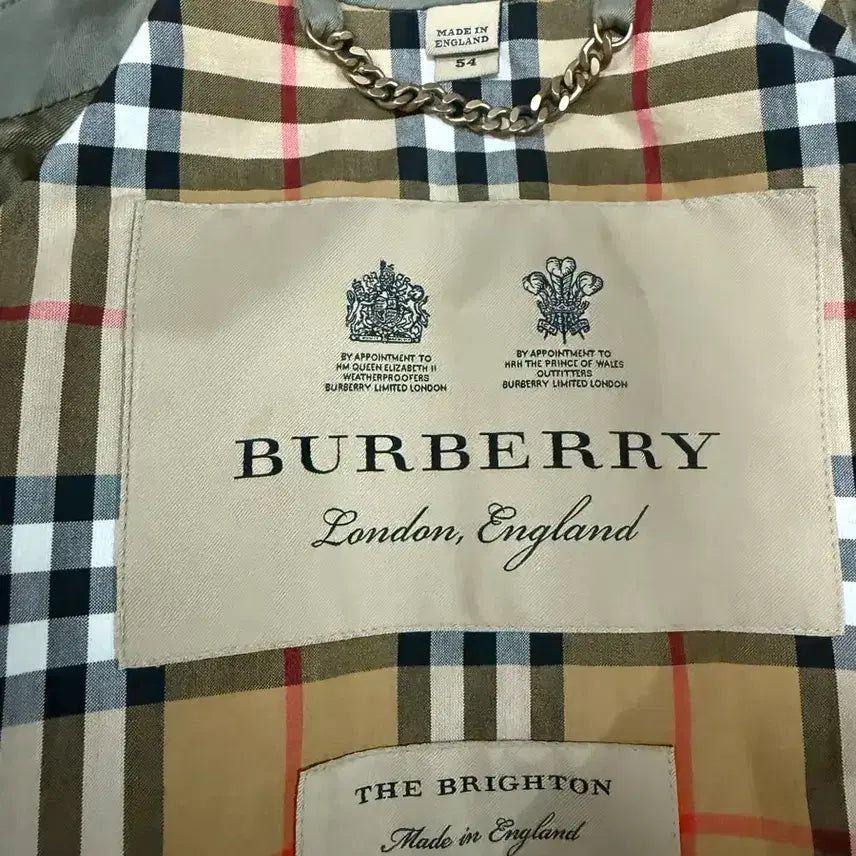 MADE IN
ENGLAND
54
BY APPOINTMENT TO
HM QUEEN ELIZABETH II
WEATHERPROOFERS
BURBERRY LIMITED LONDON
BY APPOINTMENT TO
HRH THE PRINCE OF WALES
OUTFITTERS
BURBERRY LIMITED LONDON
BURBERRY
London, England
THE BRIGHTON
Made in England